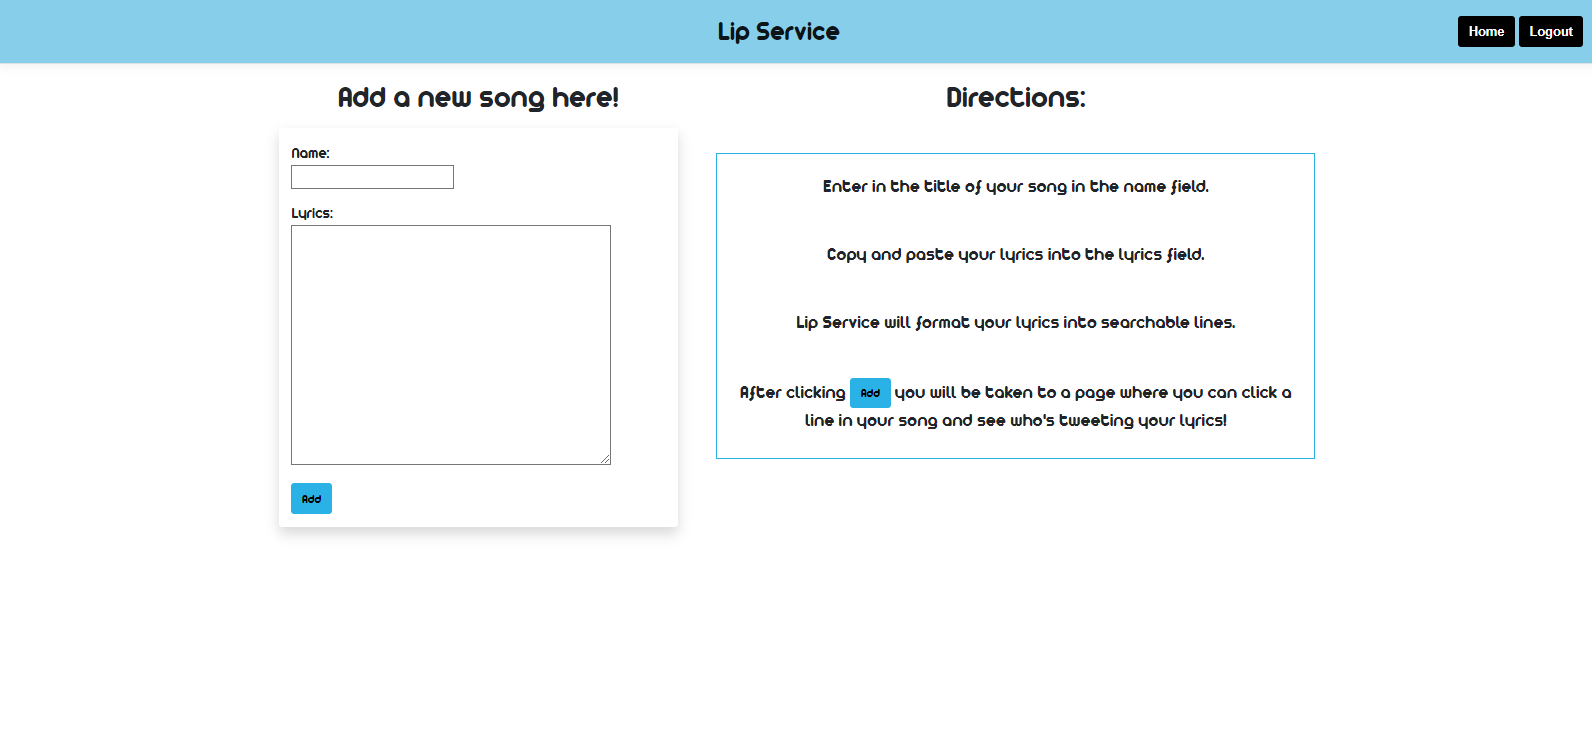 Lip Service
Home
Logout
Add a new song here!
Name:
Lyrics:
Add
Directions:
Enter in the title of your song in the name field.
Copy and paste your lyrics into the lyrics field.
Lip Service will format your lyrics into searchable lines.
After clicking Add you will be taken to a page where you can click a
line in your song and see who's tweeting your lyrics!